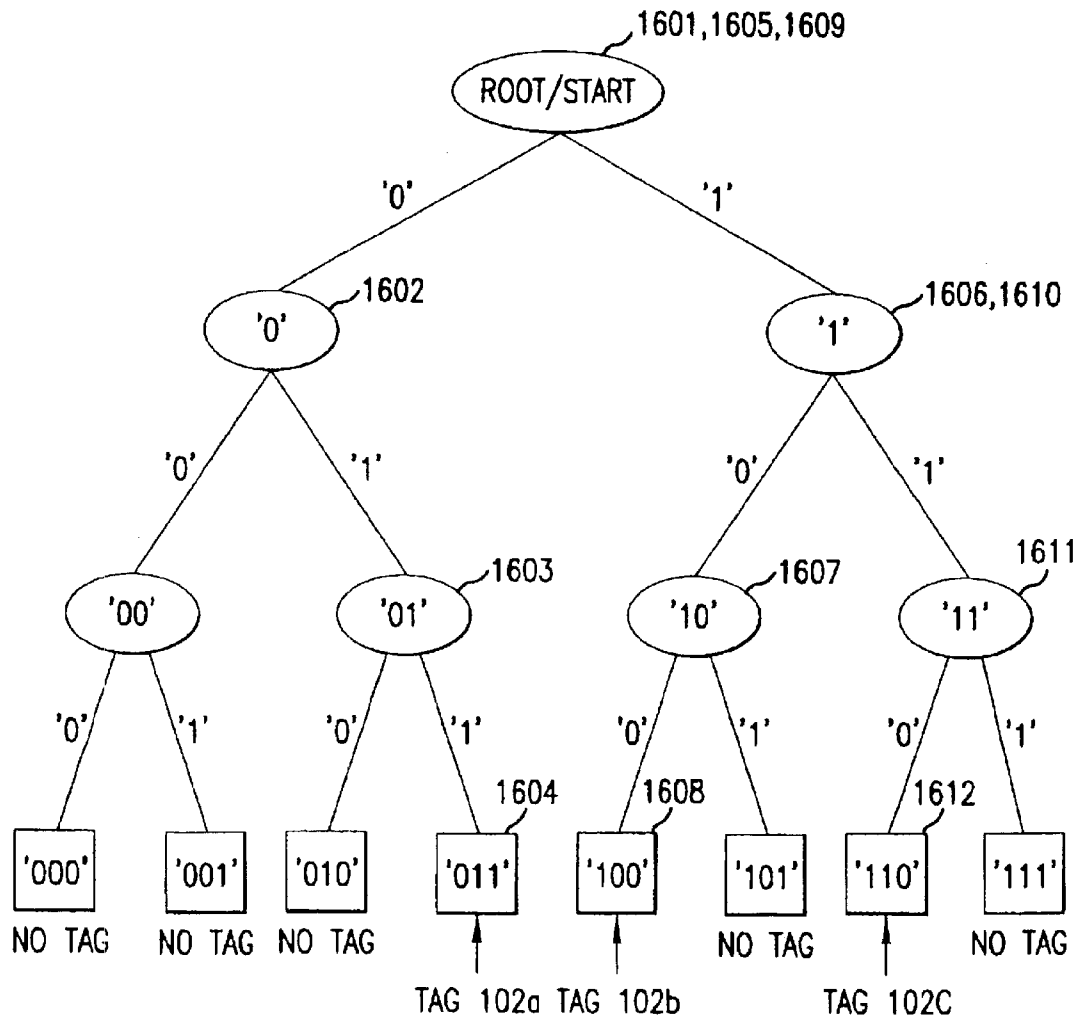 1601,1605,1609
ROOT/START
'0' '1'
1602 1606,1610
'0' '1'
'0' '1' '0' '1'
1603 1607 1611
'00' '01' '10' '11'
'0' '1' '0' '1' '0' '1' '0' '1'
1604 1608 1612
'000' '001' '010' '011' '100' '101' '110' '111'
NO TAG NO TAG NO TAG NO TAG NO TAG
TAG 102a TAG 102b TAG 102C